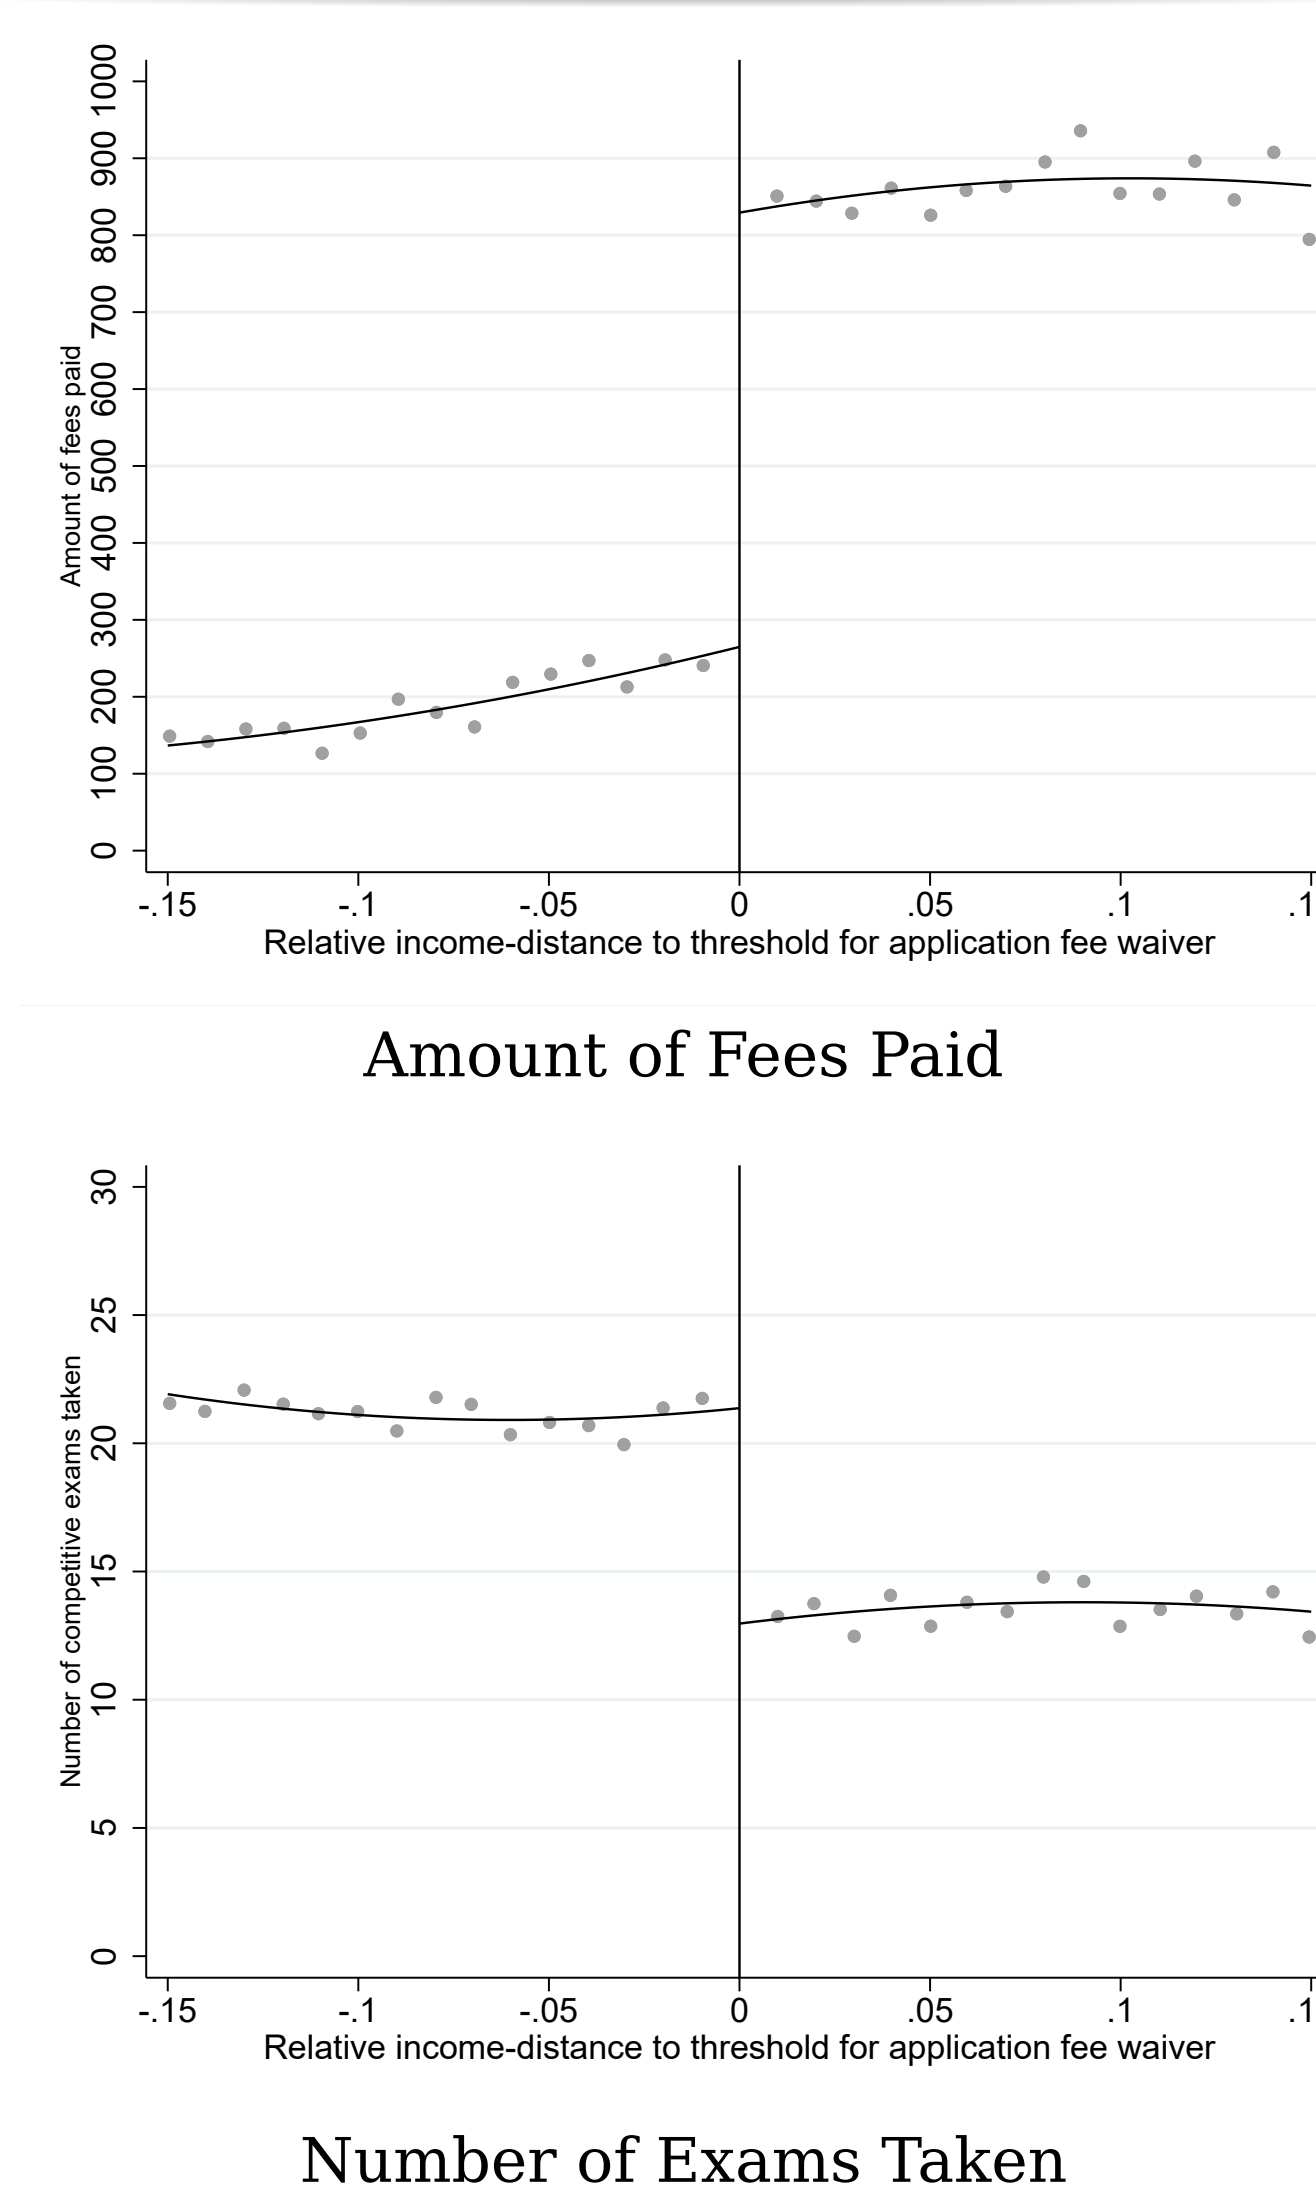 1000
900
800
700
600
500
400
300
200
100
0
Amount of fees paid
-.15 -.1 -.05 0 .05 .1 .1
Relative income-distance to threshold for application fee waiver
Amount of Fees Paid
30
25
20
15
10
5
0
Number of competitive exams taken
-.15 -.1 -.05 0 .05 .1 .1
Relative income-distance to threshold for application fee waiver
Number of Exams Taken